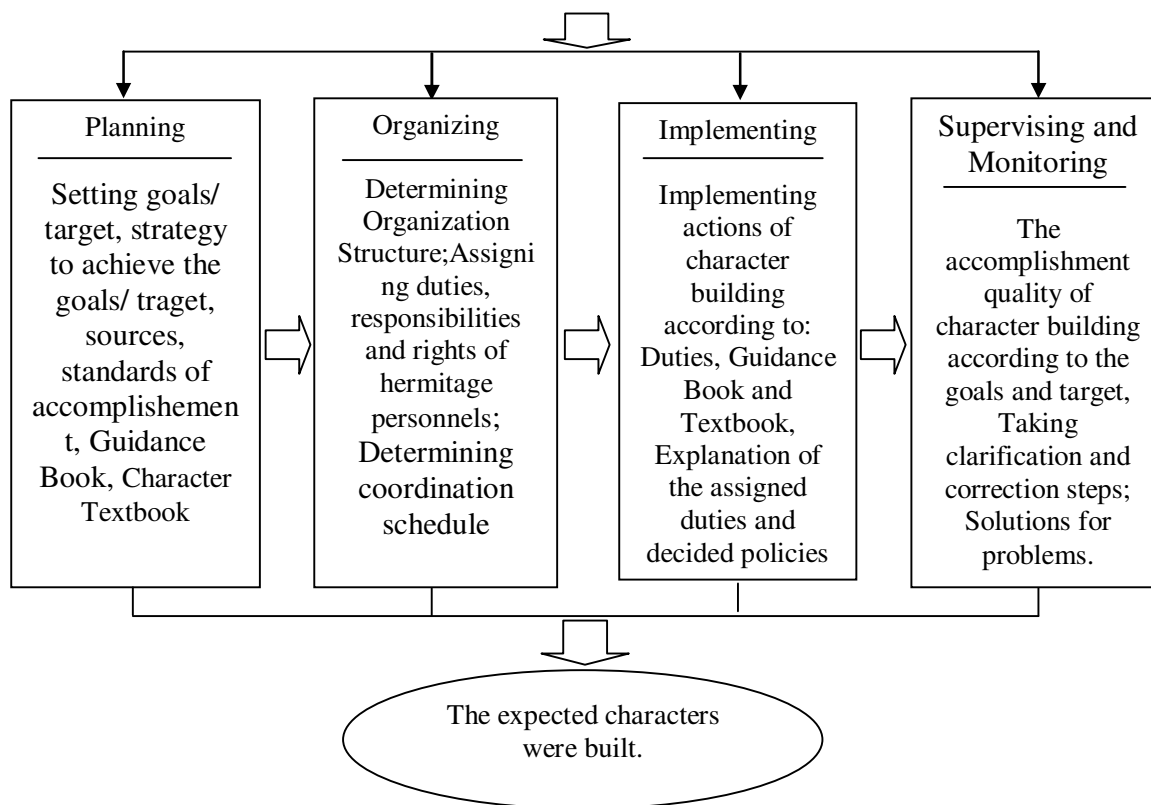 Planning
Setting goals/
target, strategy
to achieve the
goals/ traget,
sources,
standards of
accomplishemen
t, Guidance
Book, Character
Textbook
Organizing
Determining
Organization
Structure;Assigni
ng duties,
responsibilities
and rights of
hermitage
personnels;
Determining
coordination
schedule
Implementing
Implementing
actions of
character
building
according to:
Duties, Guidance
Book and
Textbook,
Explanation of
the assigned
duties and
decided policies
Supervising and
Monitoring
The
accomplishment
quality of
character building
according to the
goals and target,
Taking
clarification and
correction steps;
Solutions for
problems.
The expected characters
were built.